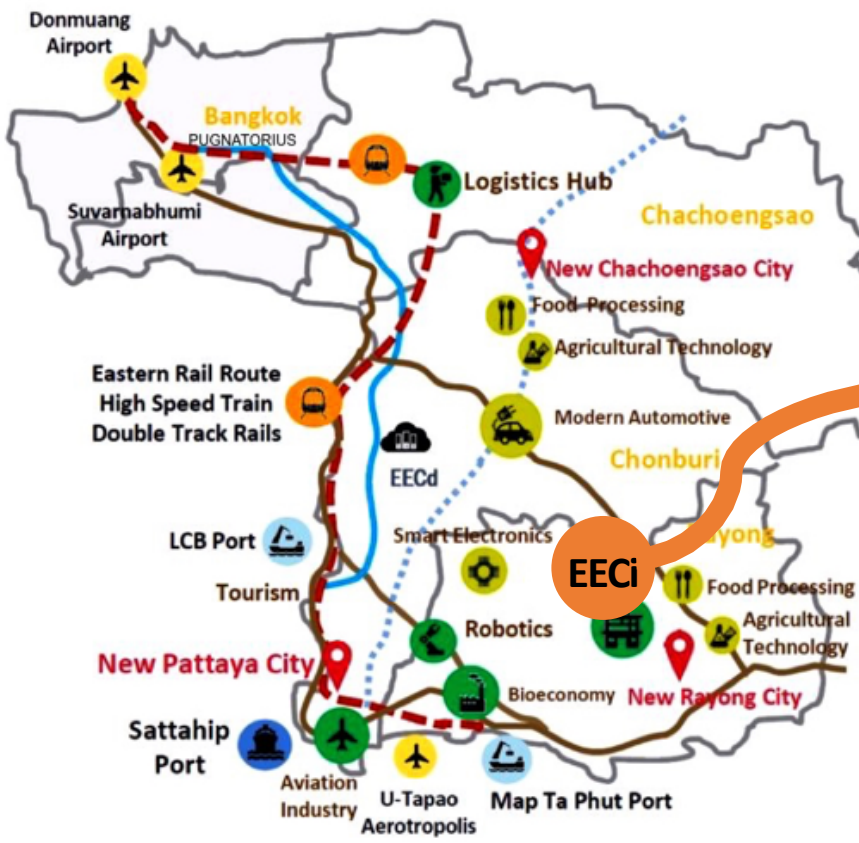 Donmuang
Airport
Bangkok
PUGNATORIUS
Suvarnabhumi
Airport
Logistics Hub
Chachoengsao
New Chachoengsao City
Food Processing
Agricultural Technology
Eastern Rail Route
High Speed Train
Double Track Rails
Modern Automotive
Chonburi
EECd
LCB Port
Smart Electronics
ayong
EECi
Tourism
Food Processing
Robotics
Agricultural
Technology
New Pattaya City
Bioeconomy
New Rayong City
Sattahip
Port
Aviation
Industry
U-Tapao
Aerotropolis
Map Ta Phut Port